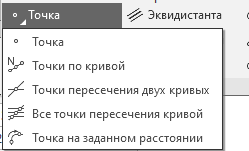 Точка Эквидистанта
Точка
Точки по кривой
Точки пересечения двух кривых
Все точки пересечения кривой
Точка на заданном расстоянии